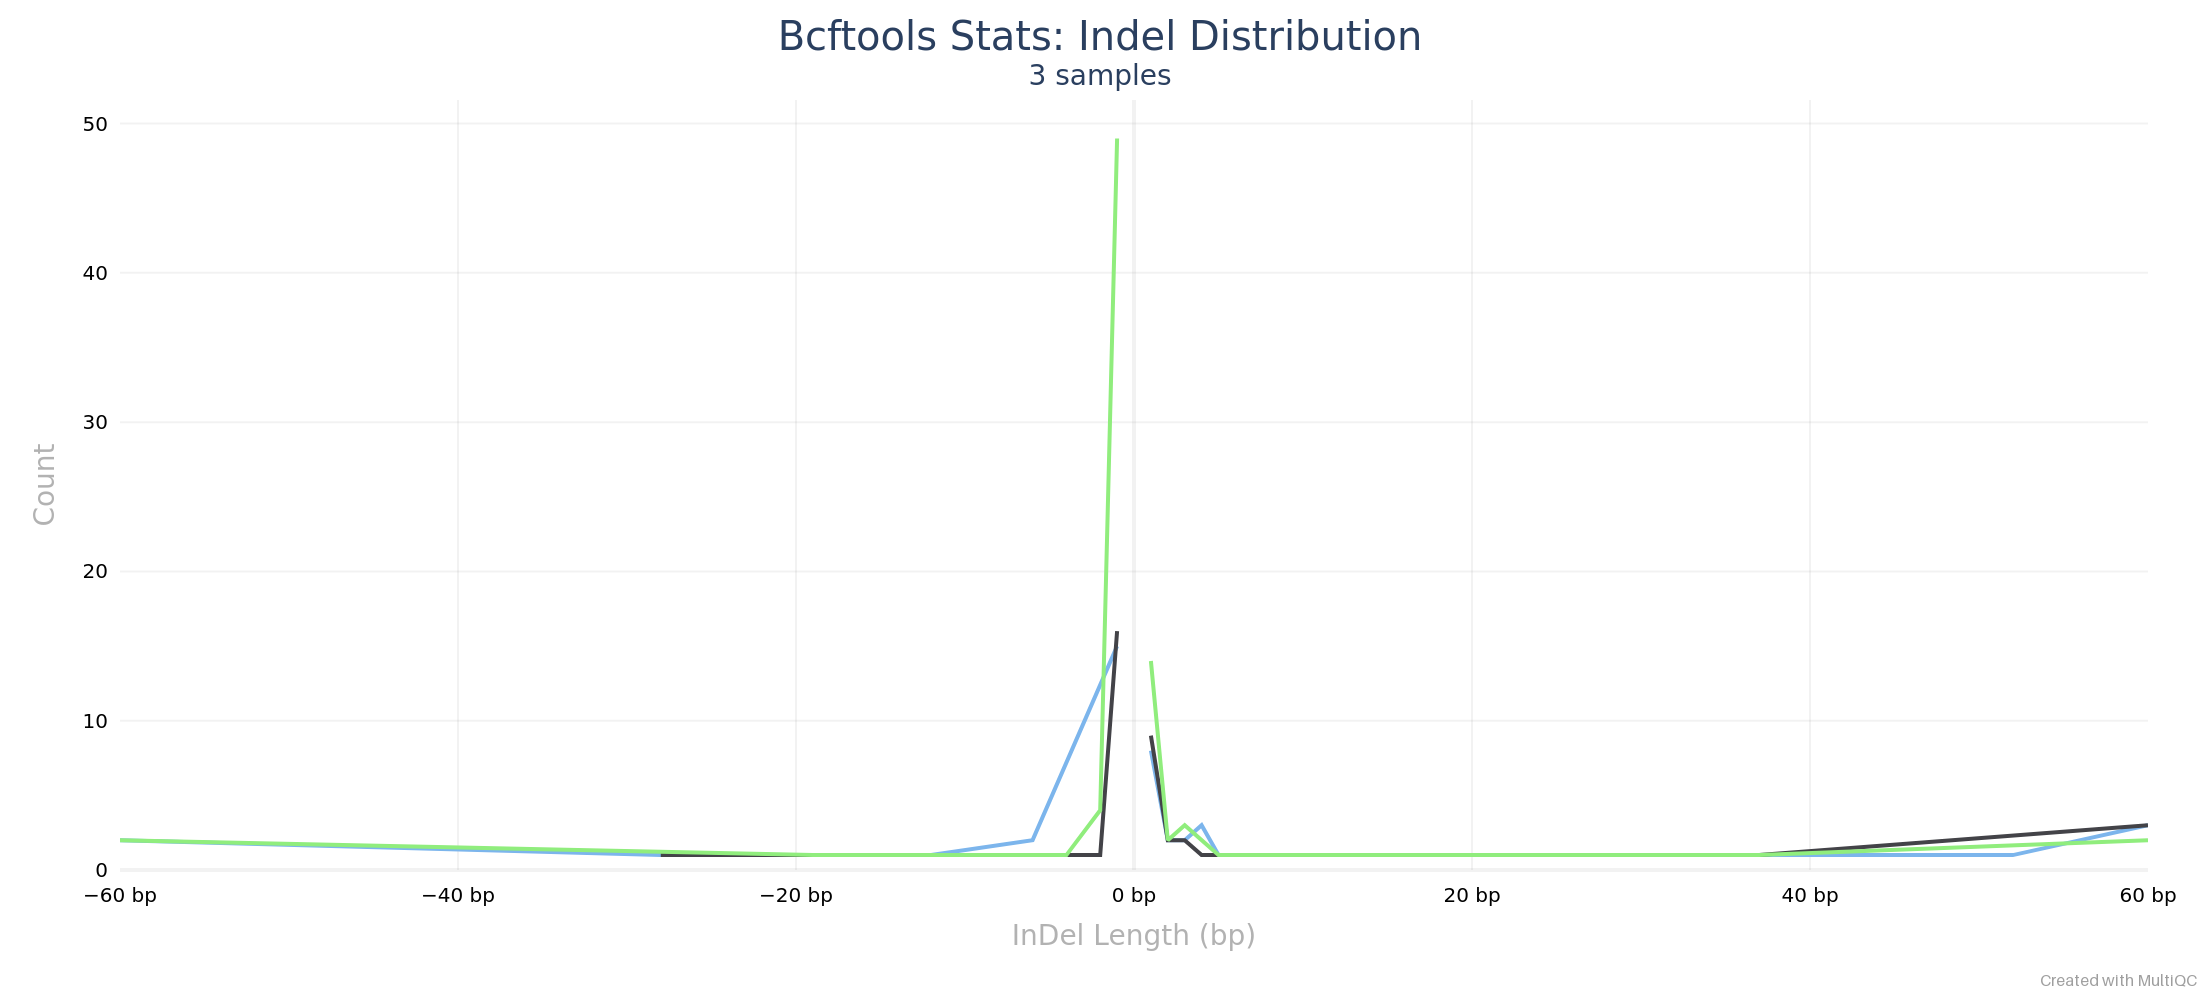 Bcftools Stats: Indel Distribution
3 samples
50
40
30
20
10
0
Count
−60 bp
−40 bp
−20 bp
0 bp
20 bp
40 bp
60 bp
InDel Length (bp)
Created with MultiQC